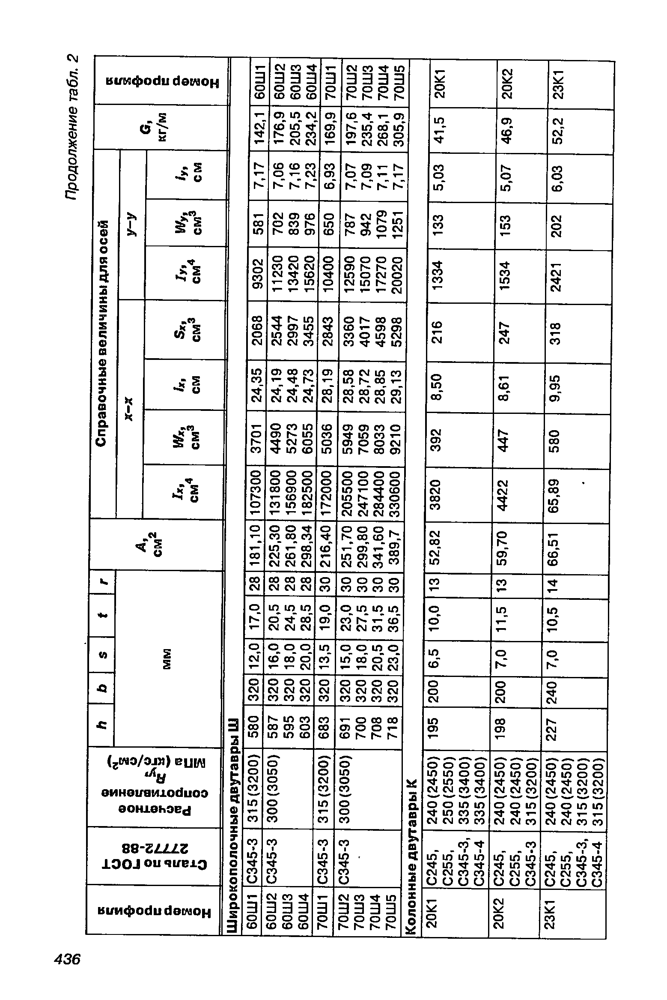 Продолжение табл. 2
Номер профиля Сталь по ГОСТ 27772-88 Расчетное сопротивление Ry, МПа (кгс/см²) h b s t r A, см² Справочные величины для осей G, кг/м Номер профиля
мм x–x y–y
Ix, см⁴ Wx, см³ ix, см Sx, см³ Iy, см⁴ Wy, см³ iy, см
Широкополочные двутавры Ш
60Ш1 С345-3 315 (3200) 580 320 12,0 17,0 28 181,10 107300 3701 24,35 2068 9302 581 7,17 142,1 60Ш1
60Ш2 С345-3 300 (3050) 587 320 16,0 20,5 28 225,30 131800 4490 24,19 2544 11230 702 7,06 176,9 60Ш2
60Ш3 595 320 18,0 24,5 28 261,80 156900 5273 24,48 2997 13420 839 7,16 205,5 60Ш3
60Ш4 603 320 20,0 28,5 28 298,34 182500 6055 24,73 3455 15620 976 7,23 234,2 60Ш4
70Ш1 С345-3 315 (3200) 683 320 13,5 19,0 30 216,40 172000 5036 28,19 2843 10400 650 6,93 169,9 70Ш1
70Ш2 С345-3 300 (3050) 691 320 15,0 23,0 30 251,70 205500 5949 28,58 3360 12590 787 7,07 197,6 70Ш2
70Ш3 700 320 18,0 27,5 30 299,80 247100 7059 28,72 4017 15070 942 7,09 235,4 70Ш3
70Ш4 708 320 20,5 31,5 30 341,60 284400 8033 28,85 4598 17270 1079 7,11 268,1 70Ш4
70Ш5 718 320 23,0 36,5 30 389,7 330600 9210 29,13 5298 20020 1251 7,17 305,9 70Ш5
Колонные двутавры К
20К1 С245, 240 (2450) 195 200 6,5 10,0 13 52,82 3820 392 8,50 216 1334 133 5,03 41,5 20К1
С255, 250 (2550)
С345-3, 335 (3400)
С345-4 335 (3400)
20К2 С245, 240 (2450) 198 200 7,0 11,5 13 59,70 4422 447 8,61 247 1534 153 5,07 46,9 20К2
С255, 240 (2450)
С345-3 315 (3200)
23К1 С245, 240 (2450) 227 240 7,0 10,5 14 66,51 65,89 580 9,95 318 2421 202 6,03 52,2 23К1
С255, 240 (2450)
С345-3, 315 (3200)
С345-4 315 (3200)
436